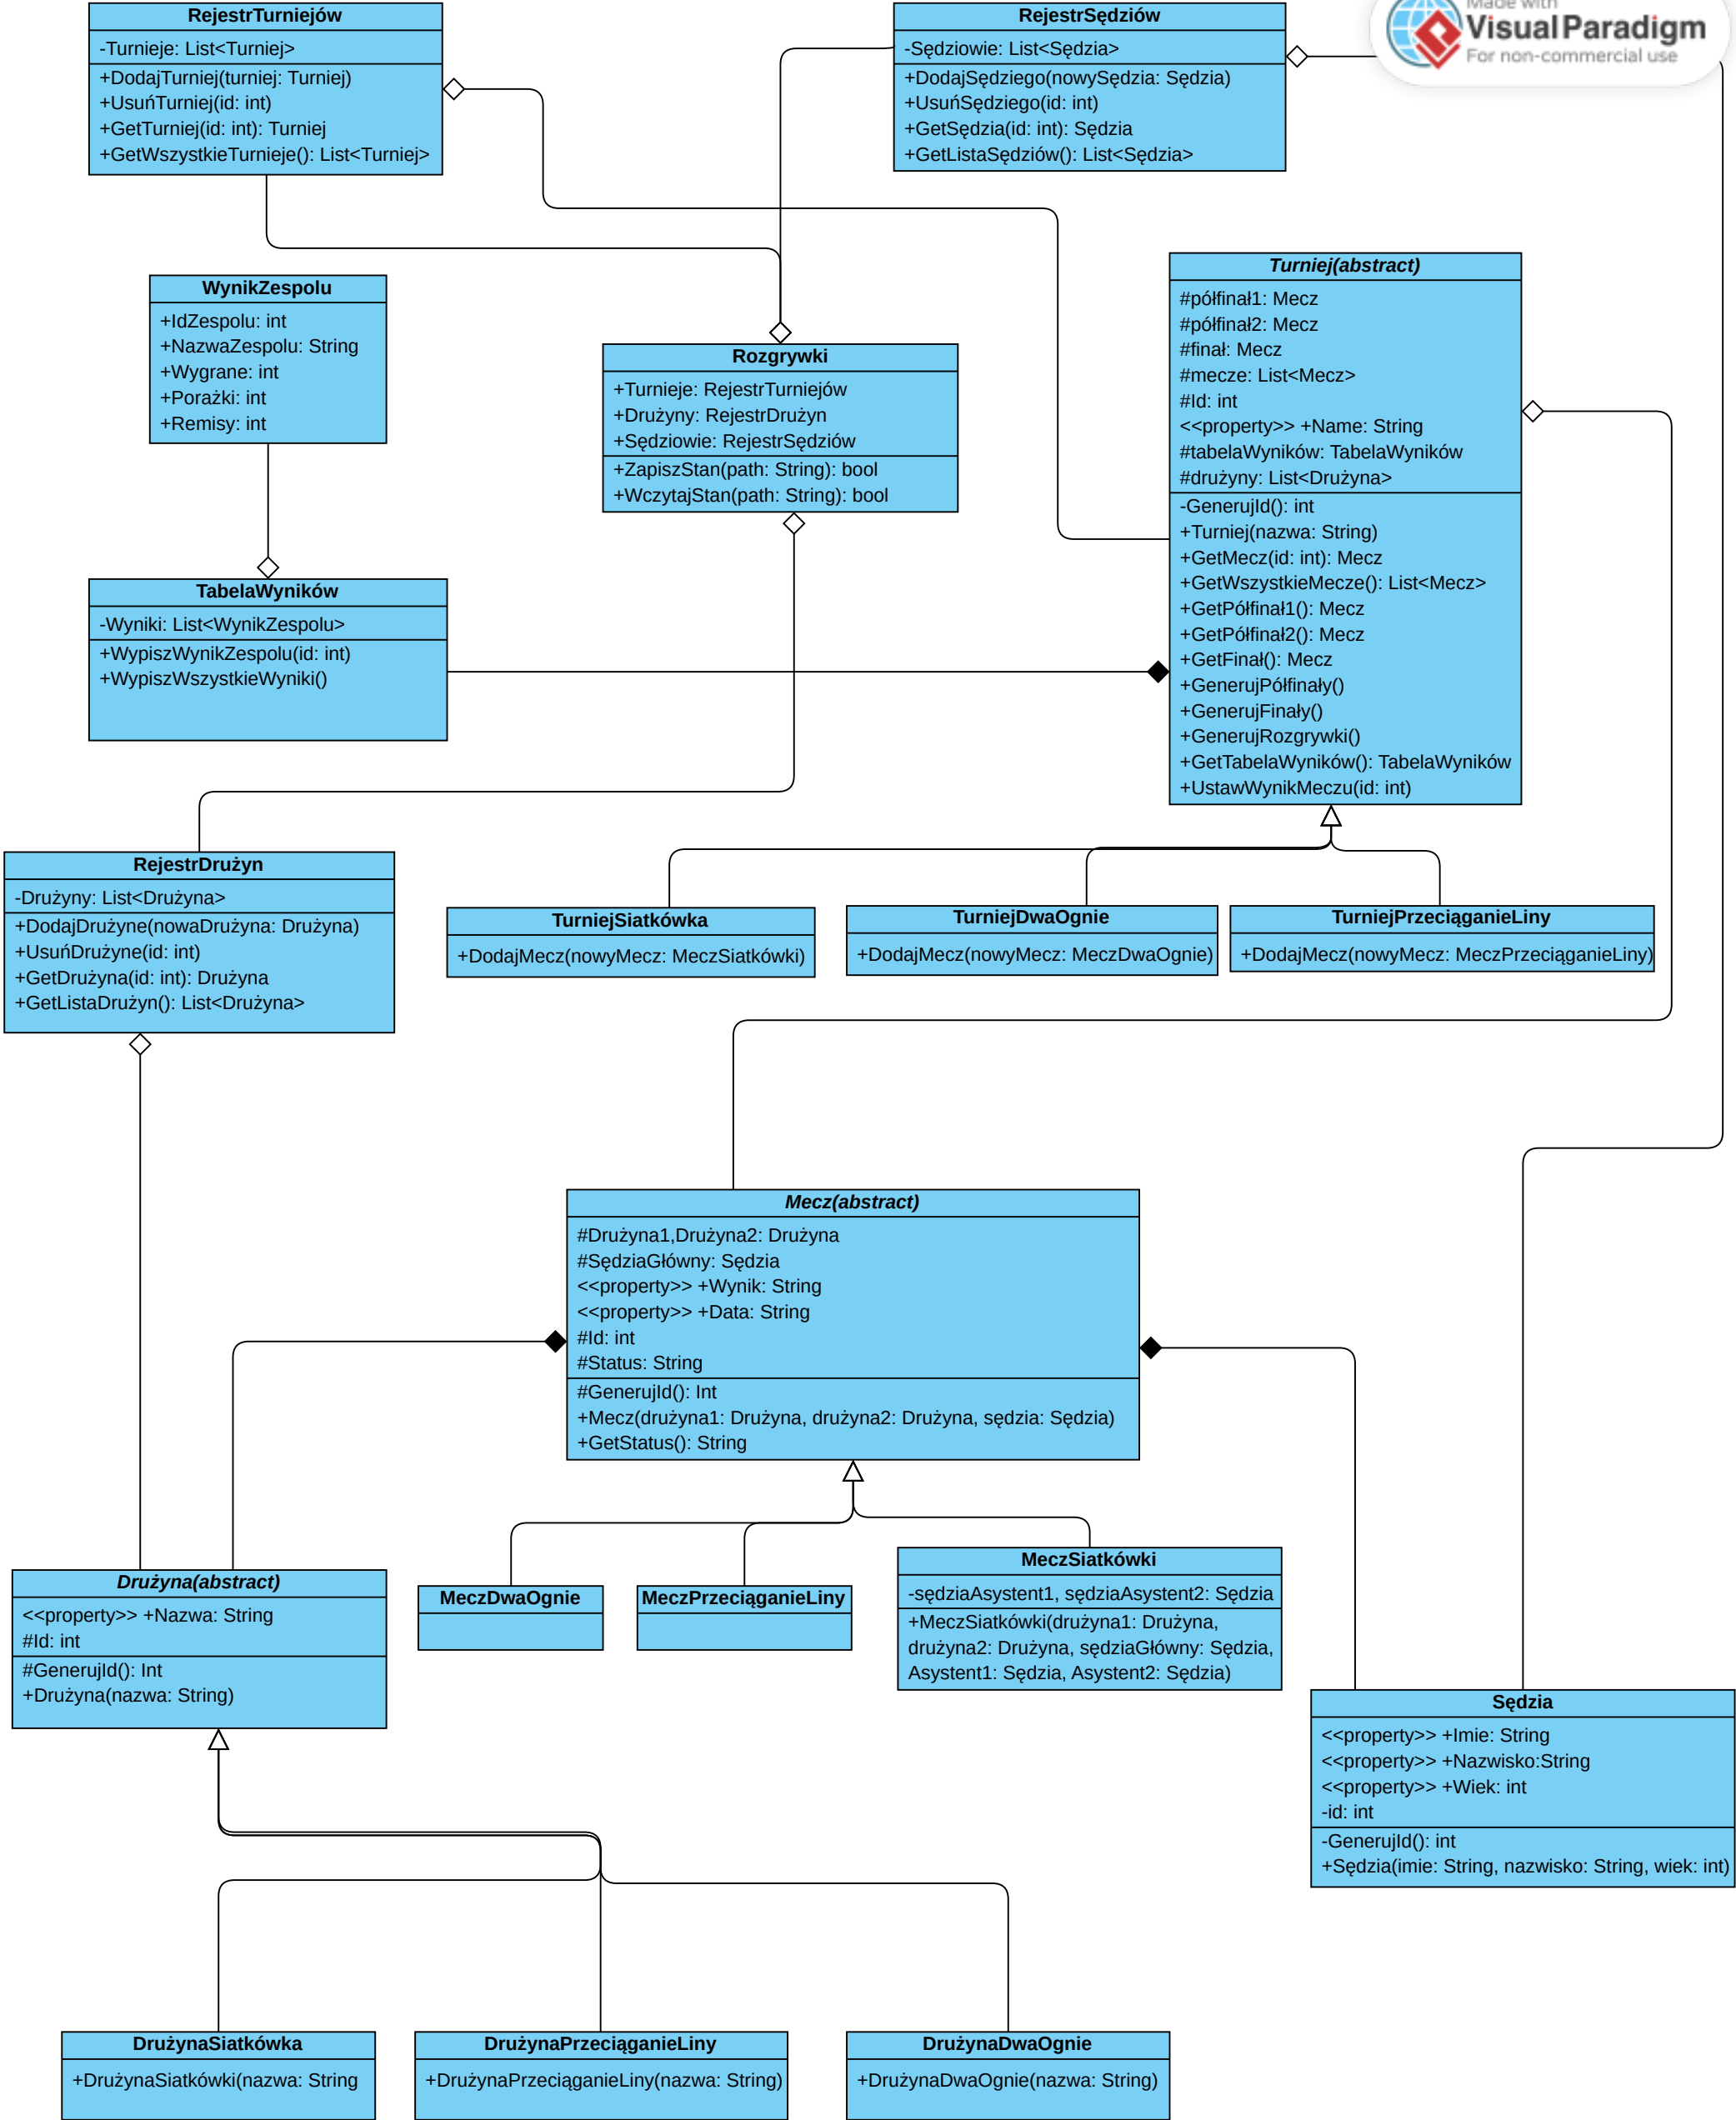 RejestrTurniejów
-Turnieje: List<Turniej>
+DodajTurniej(turniej: Turniej)
+UsuńTurniej(id: int)
+GetTurniej(id: int): Turniej
+GetWszystkieTurnieje(): List<Turniej>
RejestrSędziów
-Sędziowie: List<Sędzia>
+DodajSędziego(nowySędzia: Sędzia)
+UsuńSędziego(id: int)
+GetSędzia(id: int): Sędzia
+GetListaSędziów(): List<Sędzia>
Made with
Visual Paradigm
For non-commercial use
WynikZespolu
+IdZespolu: int
+NazwaZespolu: String
+Wygrane: int
+Porażki: int
+Remisy: int
Rozgrywki
+Turnieje: RejestrTurniejów
+Drużyny: RejestrDrużyn
+Sędziowie: RejestrSędziów
+ZapiszStan(path: String): bool
+WczytajStan(path: String): bool
Turniej(abstract)
#półfinał1: Mecz
#półfinał2: Mecz
#finał: Mecz
#mecze: List<Mecz>
#Id: int
<<property>> +Name: String
#tabelaWyników: TabelaWyników
#drużyny: List<Drużyna>
-GenerujId(): int
+Turniej(nazwa: String)
+GetMecz(id: int): Mecz
+GetWszystkieMecze(): List<Mecz>
+GetPółfinał1(): Mecz
+GetPółfinał2(): Mecz
+GetFinał(): Mecz
+GenerujPółfinały()
+GenerujFinały()
+GenerujRozgrywki()
+GetTabelaWyników(): TabelaWyników
+UstawWynikMeczu(id: int)
TabelaWyników
-Wyniki: List<WynikZespolu>
+WypiszWynikZespolu(id: int)
+WypiszWszystkieWyniki()
RejestrDrużyn
-Drużyny: List<Drużyna>
+DodajDrużyne(nowaDrużyna: Drużyna)
+UsuńDrużyne(id: int)
+GetDrużyna(id: int): Drużyna
+GetListaDrużyn(): List<Drużyna>
TurniejSiatkówka
+DodajMecz(nowyMecz: MeczSiatkówki)
TurniejDwaOgnie
+DodajMecz(nowyMecz: MeczDwaOgnie)
TurniejPrzeciąganieLiny
+DodajMecz(nowyMecz: MeczPrzeciąganieLiny)
Mecz(abstract)
#Drużyna1,Drużyna2: Drużyna
#SędziaGłówny: Sędzia
<<property>> +Wynik: String
<<property>> +Data: String
#Id: int
#Status: String
#GenerujId(): Int
+Mecz(drużyna1: Drużyna, drużyna2: Drużyna, sędzia: Sędzia)
+GetStatus(): String
Drużyna(abstract)
<<property>> +Nazwa: String
#Id: int
#GenerujId(): Int
+Drużyna(nazwa: String)
MeczDwaOgnie
MeczPrzeciąganieLiny
MeczSiatkówki
-sędziaAsystent1, sędziaAsystent2: Sędzia
+MeczSiatkówki(drużyna1: Drużyna,
drużyna2: Drużyna, sędziaGłówny: Sędzia,
Asystent1: Sędzia, Asystent2: Sędzia)
Sędzia
<<property>> +Imie: String
<<property>> +Nazwisko:String
<<property>> +Wiek: int
-id: int
-GenerujId(): int
+Sędzia(imie: String, nazwisko: String, wiek: int)
DrużynaSiatkówka
+DrużynaSiatkówki(nazwa: String
DrużynaPrzeciąganieLiny
+DrużynaPrzeciąganieLiny(nazwa: String)
DrużynaDwaOgnie
+DrużynaDwaOgnie(nazwa: String)